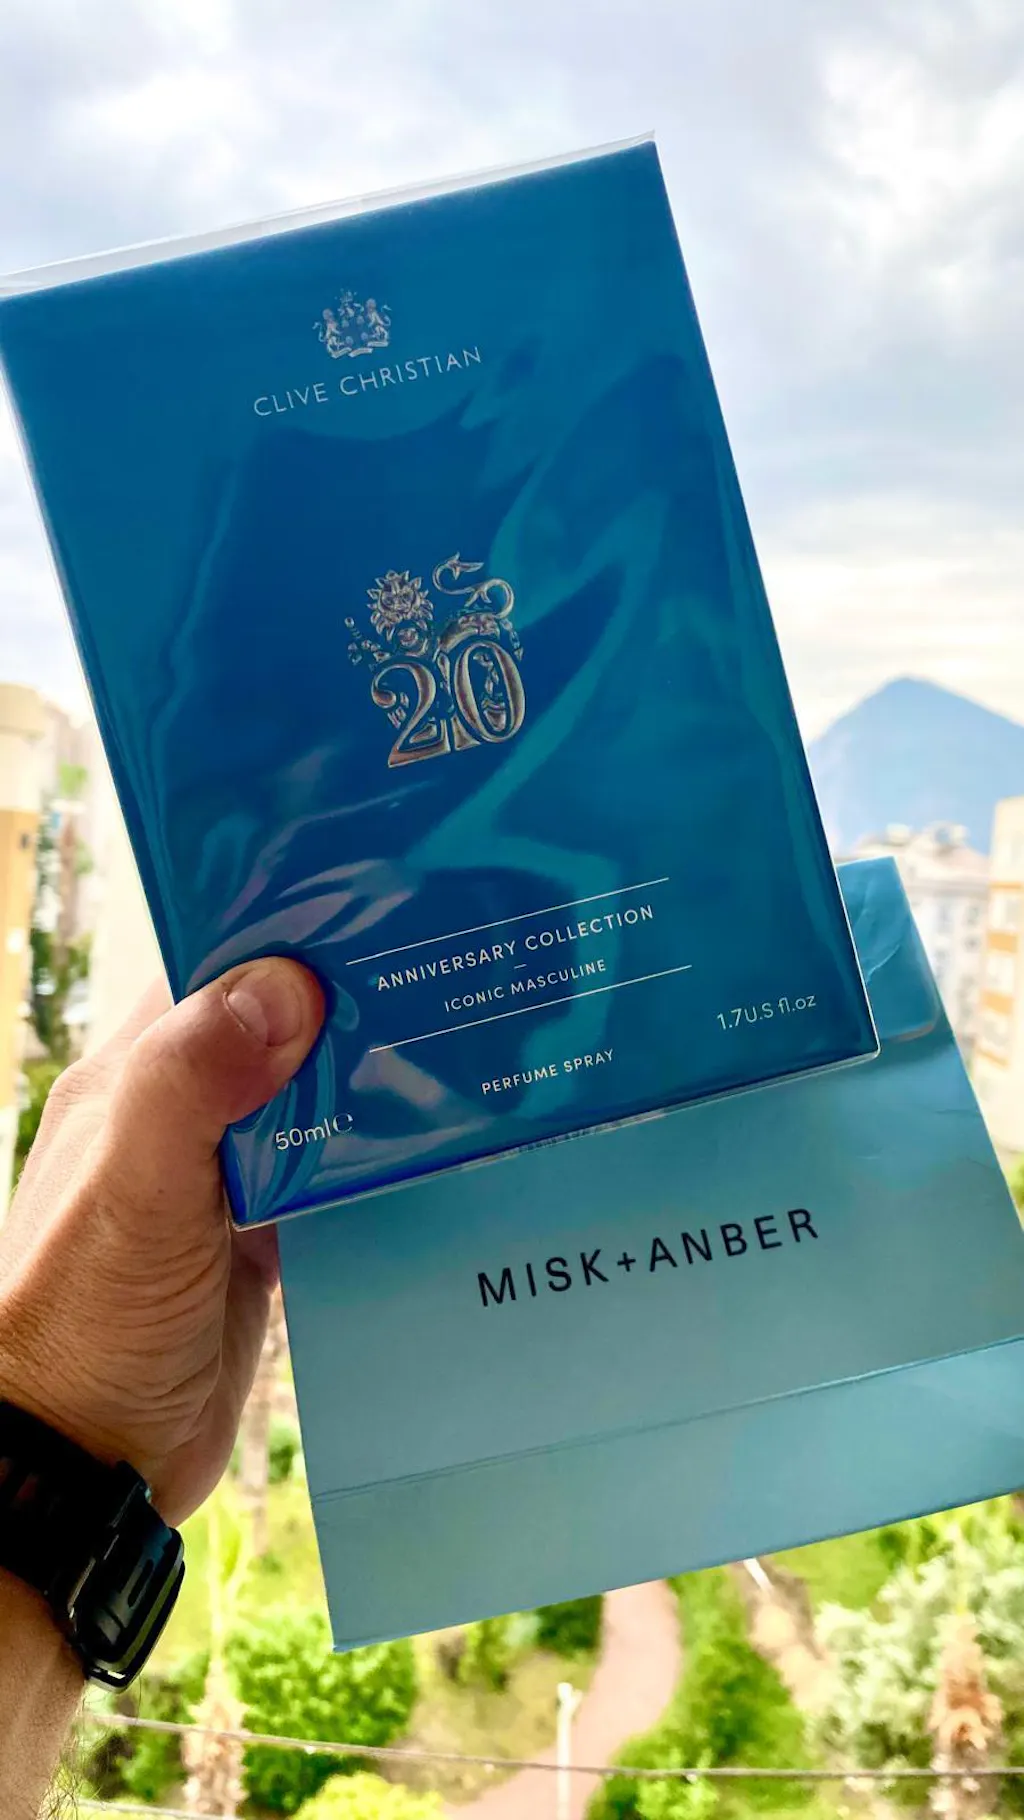 CLIVE CHRISTIAN
20
ANNIVERSARY COLLECTION
ICONIC MASCULINE
1.7U.S fl.oz
PERFUME SPRAY
50ml℮
MISK+ANBER